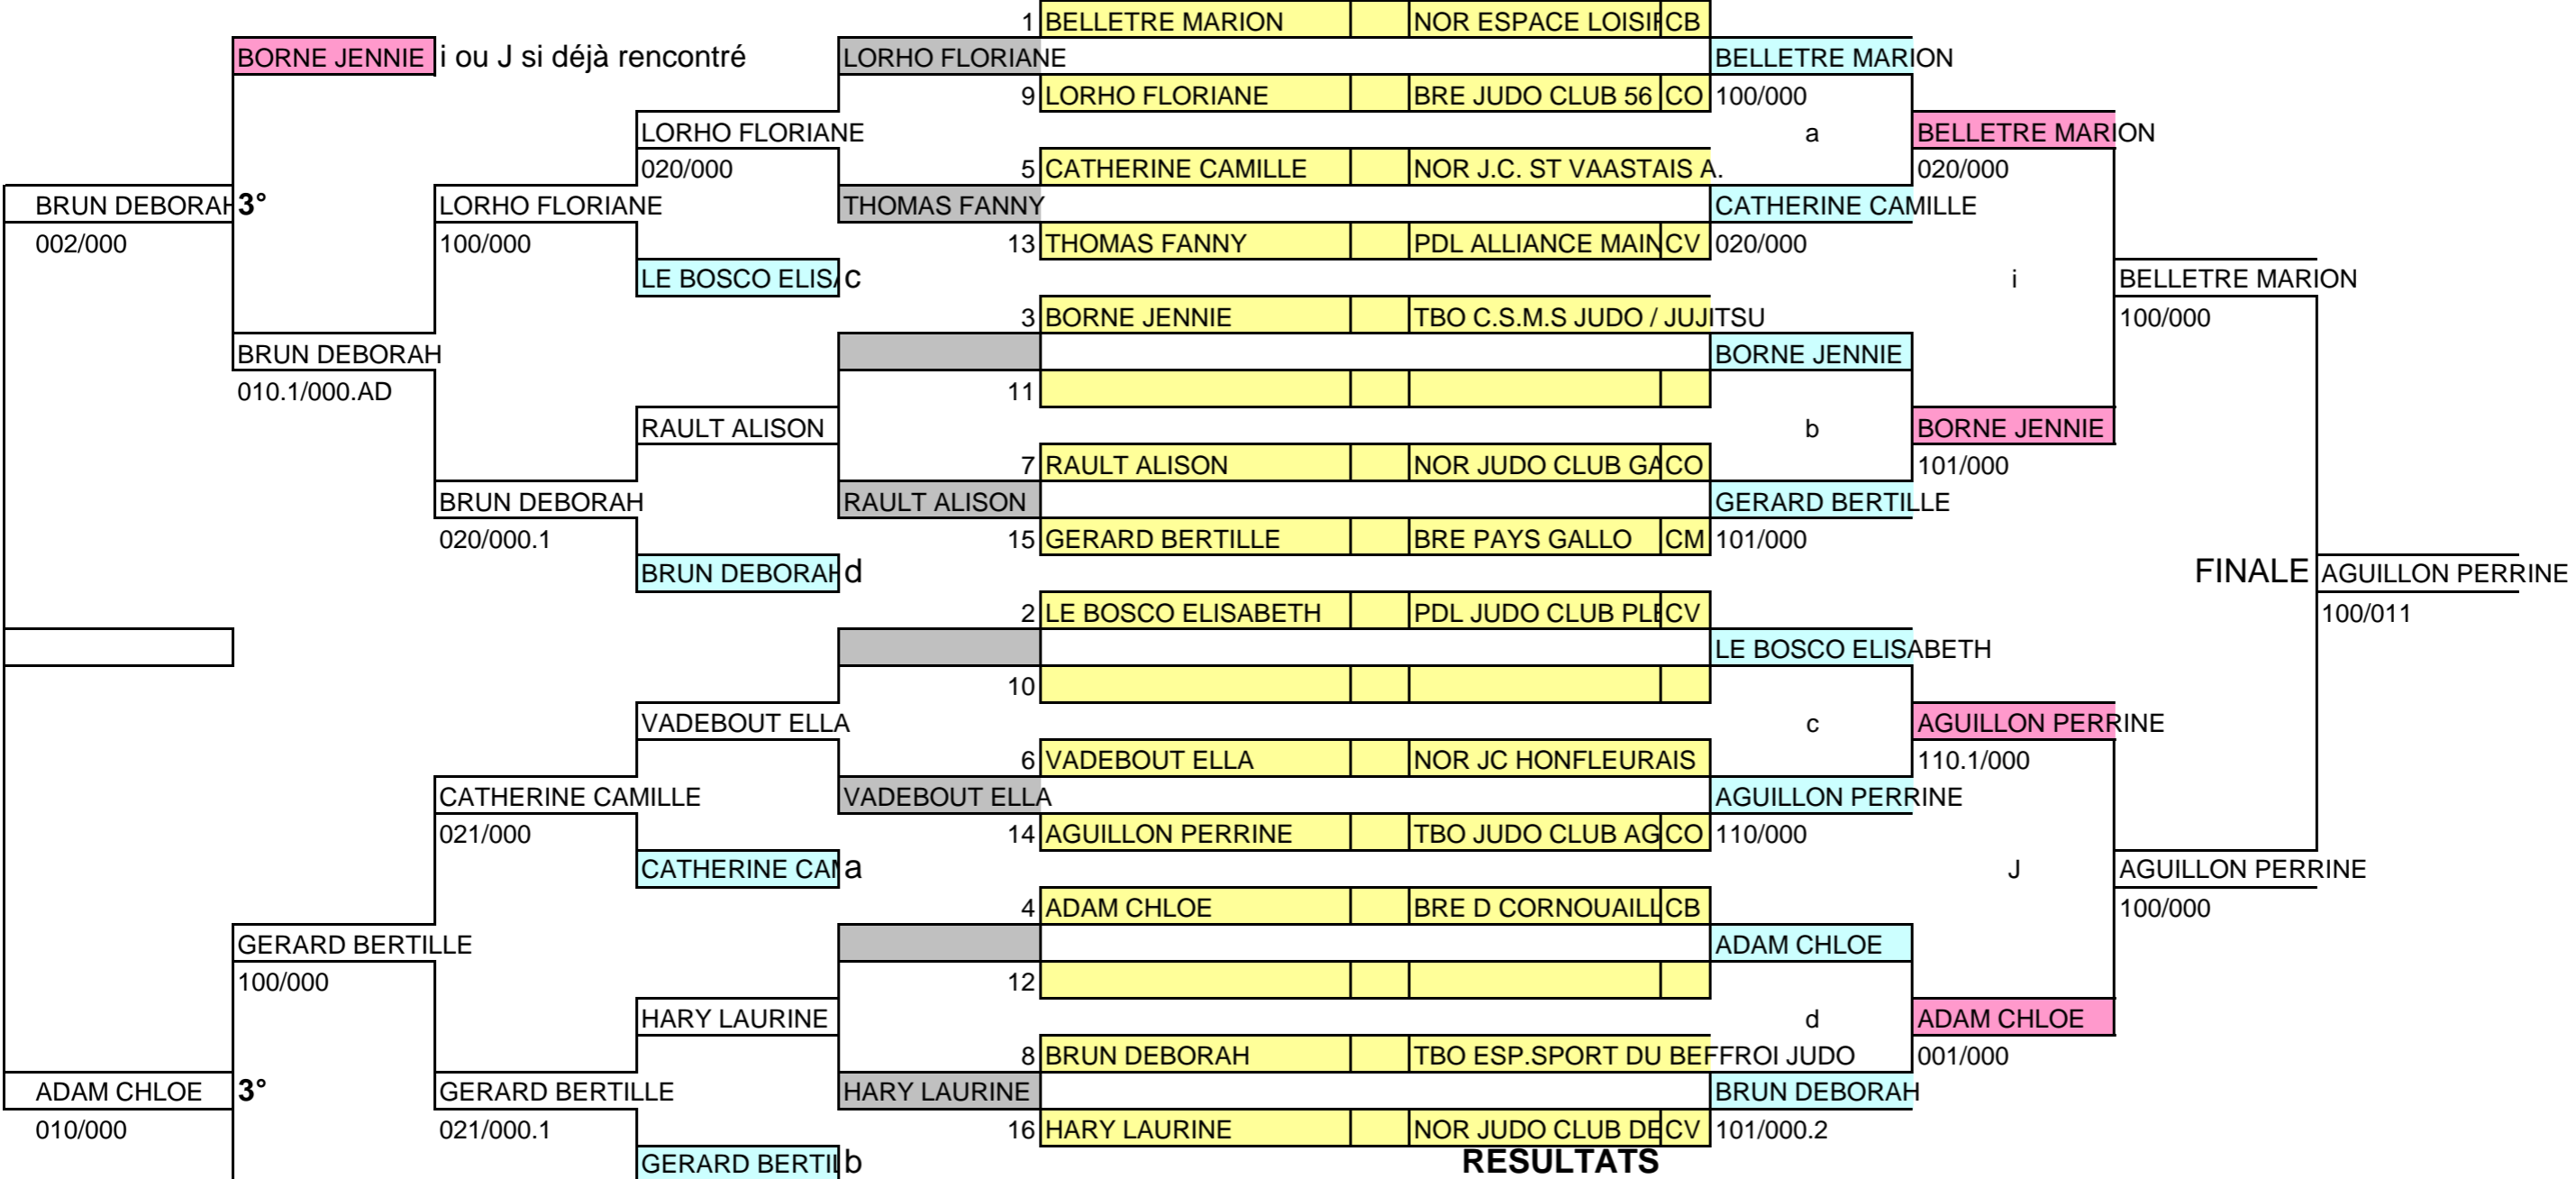 1 BELLETRE MARION NOR ESPACE LOISI CB
BORNE JENNIE i ou J si déjà rencontré LORHO FLORIANE BELLETRE MARION
9 LORHO FLORIANE BRE JUDO CLUB 56 CO 100/000
LORHO FLORIANE a BELLETRE MARION
020/000 5 CATHERINE CAMILLE NOR J.C. ST VAASTAIS A. 020/000
BRUN DEBORAH 3° LORHO FLORIANE THOMAS FANNY CATHERINE CAMILLE
002/000 100/000 13 THOMAS FANNY PDL ALLIANCE MAIN CV 020/000
LE BOSCO ELISA c i BELLETRE MARION
3 BORNE JENNIE TBO C.S.M.S JUDO / JUJITSU 100/000
BRUN DEBORAH BORNE JENNIE
010.1/000.AD 11
RAULT ALISON b BORNE JENNIE
7 RAULT ALISON NOR JUDO CLUB GA CO 101/000
BRUN DEBORAH RAULT ALISON GERARD BERTILLE
020/000.1 15 GERARD BERTILLE BRE PAYS GALLO CM 101/000
BRUN DEBORAH d FINALE AGUILLON PERRINE
2 LE BOSCO ELISABETH PDL JUDO CLUB PLE CV 100/011
LE BOSCO ELISABETH
10
VADEBOUT ELLA c AGUILLON PERRINE
6 VADEBOUT ELLA NOR JC HONFLEURAIS 110.1/000
CATHERINE CAMILLE VADEBOUT ELLA AGUILLON PERRINE
021/000 14 AGUILLON PERRINE TBO JUDO CLUB AG CO 110/000
CATHERINE CAM a J AGUILLON PERRINE
4 ADAM CHLOE BRE D CORNOUAILL CB 100/000
GERARD BERTILLE ADAM CHLOE
100/000 12
HARY LAURINE d ADAM CHLOE
8 BRUN DEBORAH TBO ESP.SPORT DU BEFFROI JUDO 001/000
ADAM CHLOE 3° GERARD BERTILLE HARY LAURINE BRUN DEBORAH
010/000 021/000.1 16 HARY LAURINE NOR JUDO CLUB DE CV 101/000.2
GERARD BERTIL b RESULTATS